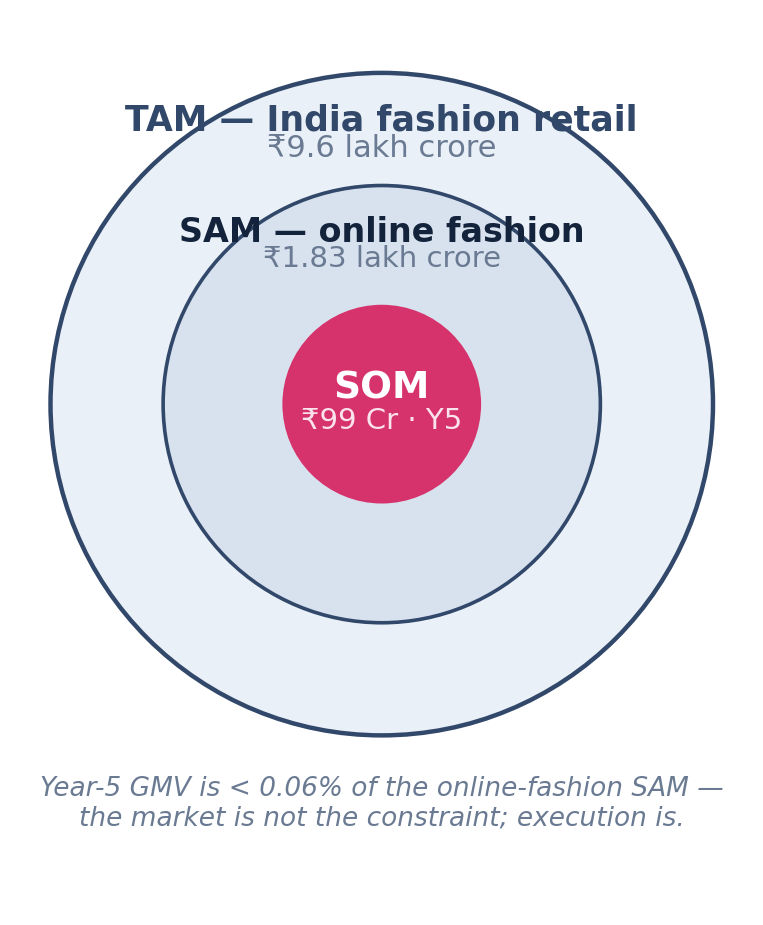 TAM — India fashion retail
₹9.6 lakh crore
SAM — online fashion
₹1.83 lakh crore
SOM
₹99 Cr · Y5
Year-5 GMV is < 0.06% of the online-fashion SAM —
the market is not the constraint; execution is.